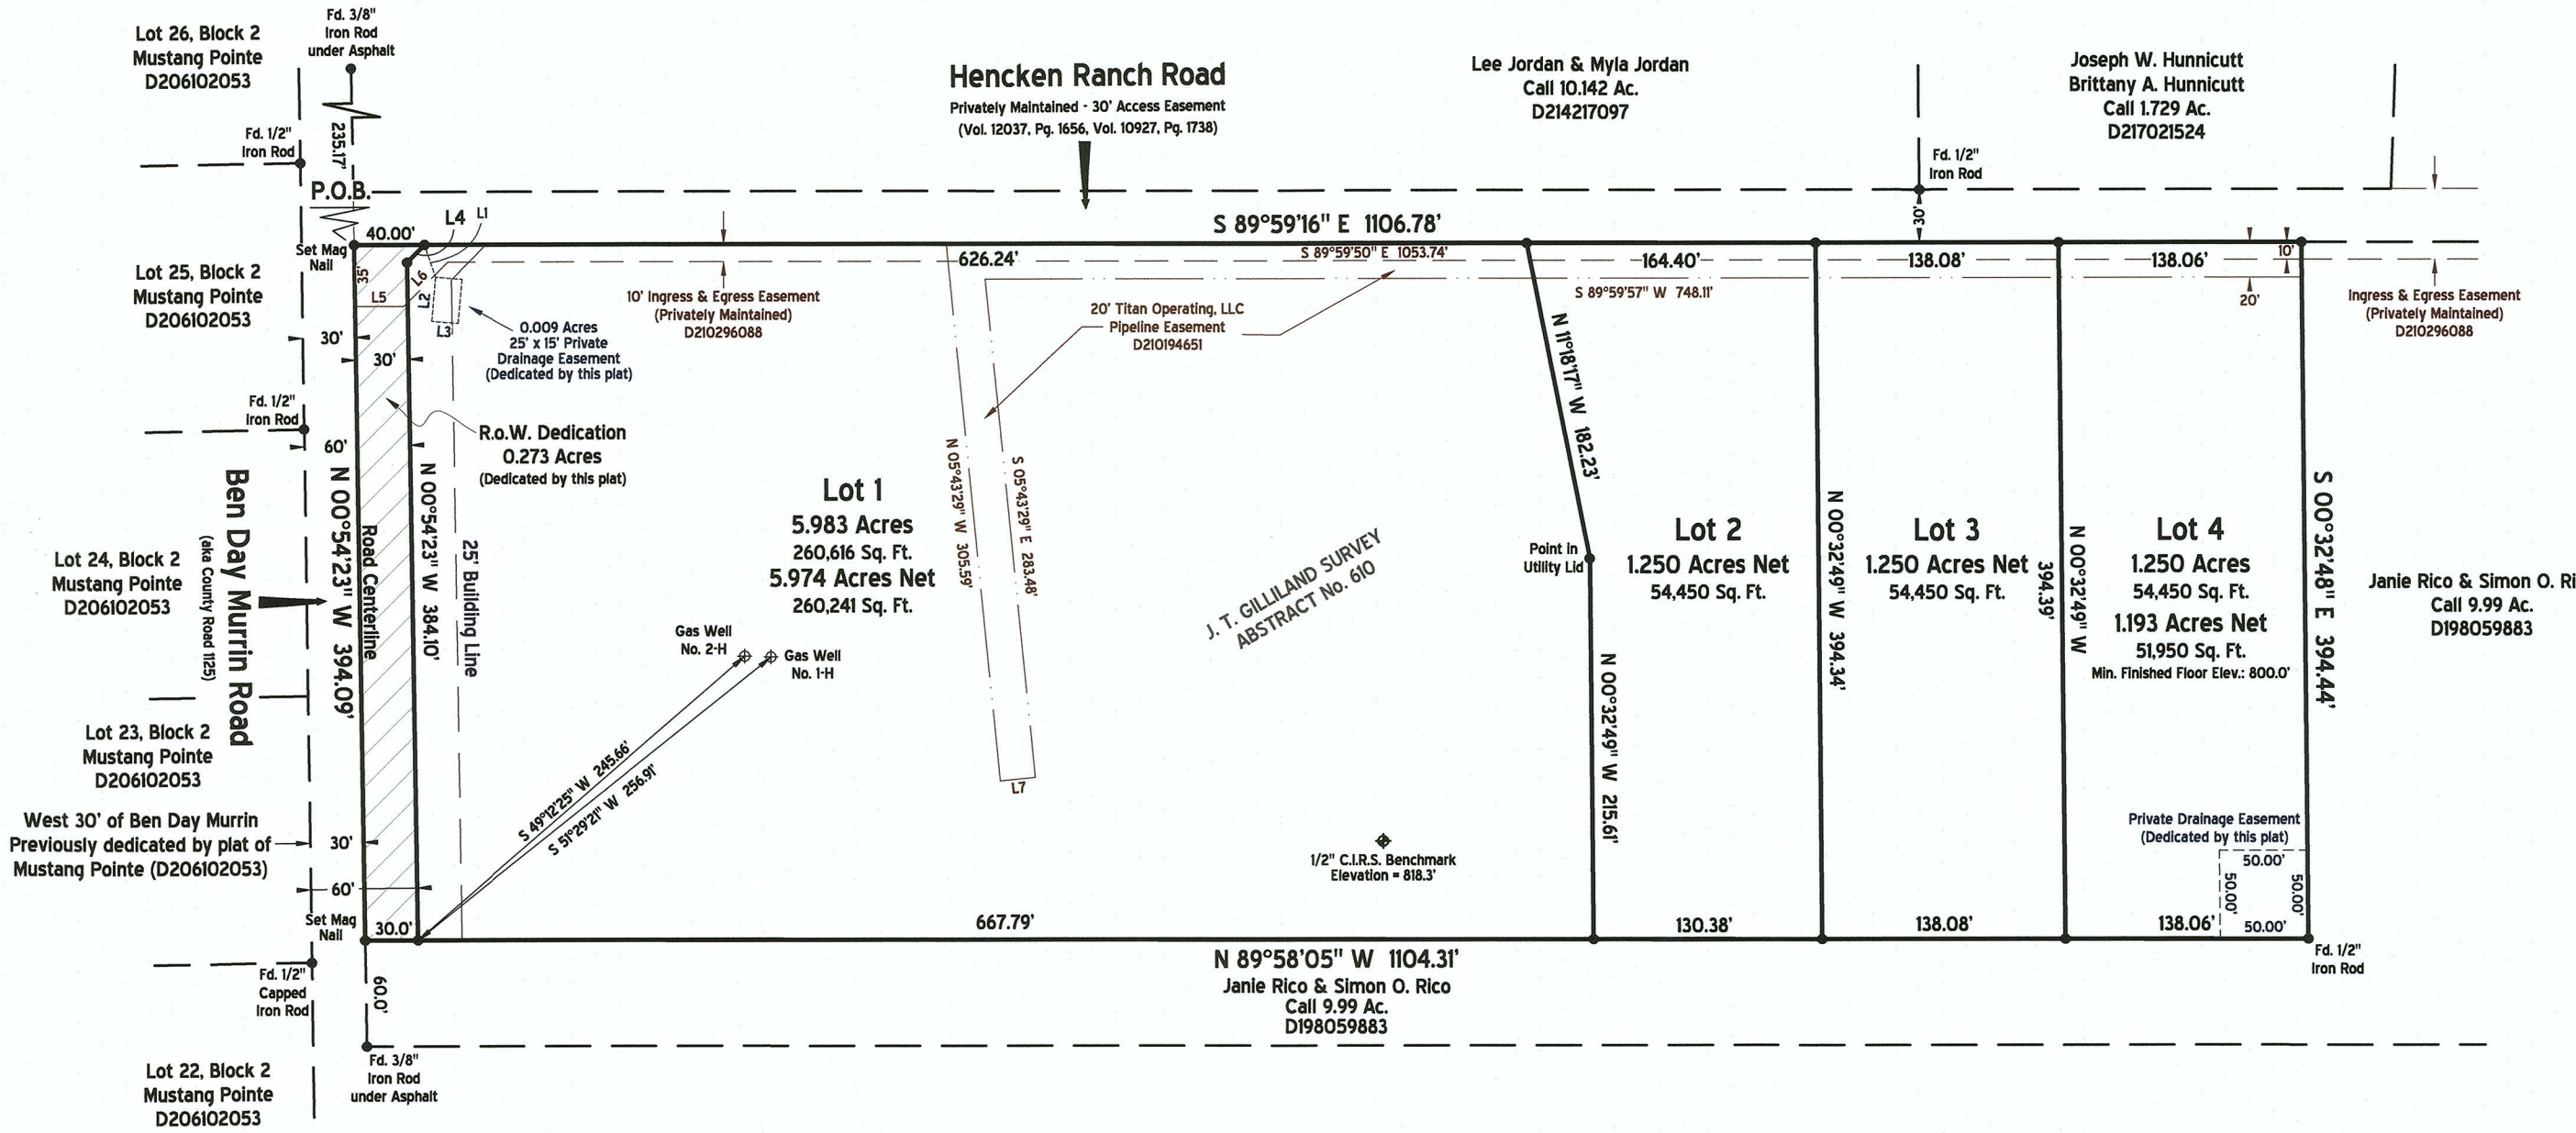 Lot 26, Block 2
Mustang Pointe
D206102053
Fd. 3/8"
Iron Rod
under Asphalt
Fd. 1/2"
Iron Rod
235.17'
P.O.B.
Hencken Ranch Road
Privately Maintained - 30' Access Easement
(Vol. 12037, Pg. 1656, Vol. 10927, Pg. 1738)
Lee Jordan & Myla Jordan
Call 10.142 Ac.
D214217097
Joseph W. Hunnicutt
Brittany A. Hunnicutt
Call 1.729 Ac.
D217021524
Fd. 1/2"
Iron Rod
30'
S 89°59'16" E 1106.78'
40.00'
L4
L1
Set Mag
Nail
35'
L5
L6
L2
L3
626.24'
S 89°59'50" E 1053.74'
164.40'
138.08'
138.06'
10'
20'
S 89°59'57" W 748.11'
Lot 25, Block 2
Mustang Pointe
D206102053
30'
30'
10' Ingress & Egress Easement
(Privately Maintained)
D210296088
0.009 Acres
25' x 15' Private
Drainage Easement
(Dedicated by this plat)
20' Titan Operating, LLC
Pipeline Easement
D210194651
Ingress & Egress Easement
(Privately Maintained)
D210296088
Fd. 1/2"
Iron Rod
60'
R.o.W. Dedication
0.273 Acres
(Dedicated by this plat)
Ben Day Murrin Road
(aka County Road 1125)
N 00°54'23" W 394.09'
Road Centerline
N 00°54'23" W 384.10'
25' Building Line
Lot 1
5.983 Acres
260,616 Sq. Ft.
5.974 Acres Net
260,241 Sq. Ft.
N 05°43'29" W 305.59'
S 05°43'29" E 283.48'
L7
J. T. GILLILAND SURVEY
ABSTRACT No. 610
N 11°18'17" W 182.23'
Point in
Utility Lid
N 00°32'49" W 215.61'
Lot 2
1.250 Acres Net
54,450 Sq. Ft.
N 00°32'49" W 394.34'
Lot 3
1.250 Acres Net
54,450 Sq. Ft.
N 00°32'49" W
394.39'
Lot 4
1.250 Acres
54,450 Sq. Ft.
1.193 Acres Net
51,950 Sq. Ft.
Min. Finished Floor Elev.: 800.0'
S 00°32'48" E 394.44'
Janie Rico & Simon O. Ri
Call 9.99 Ac.
D198059883
Lot 24, Block 2
Mustang Pointe
D206102053
Gas Well
No. 2-H
Gas Well
No. 1-H
S 49°12'25" W 245.66'
S 51°29'21" W 256.91'
Lot 23, Block 2
Mustang Pointe
D206102053
West 30' of Ben Day Murrin
Previously dedicated by plat of
Mustang Pointe (D206102053)
30'
60'
1/2" C.I.R.S. Benchmark
Elevation = 818.3'
Private Drainage Easement
(Dedicated by this plat)
50.00'
50.00'
50.00'
50.00'
Set Mag
Nail
30.0'
667.79'
130.38'
138.08'
138.06'
Fd. 1/2"
Iron Rod
N 89°58'05" W 1104.31'
Janie Rico & Simon O. Rico
Call 9.99 Ac.
D198059883
Fd. 1/2"
Capped
Iron Rod
60.0'
Fd. 3/8"
Iron Rod
under Asphalt
Lot 22, Block 2
Mustang Pointe
D206102053